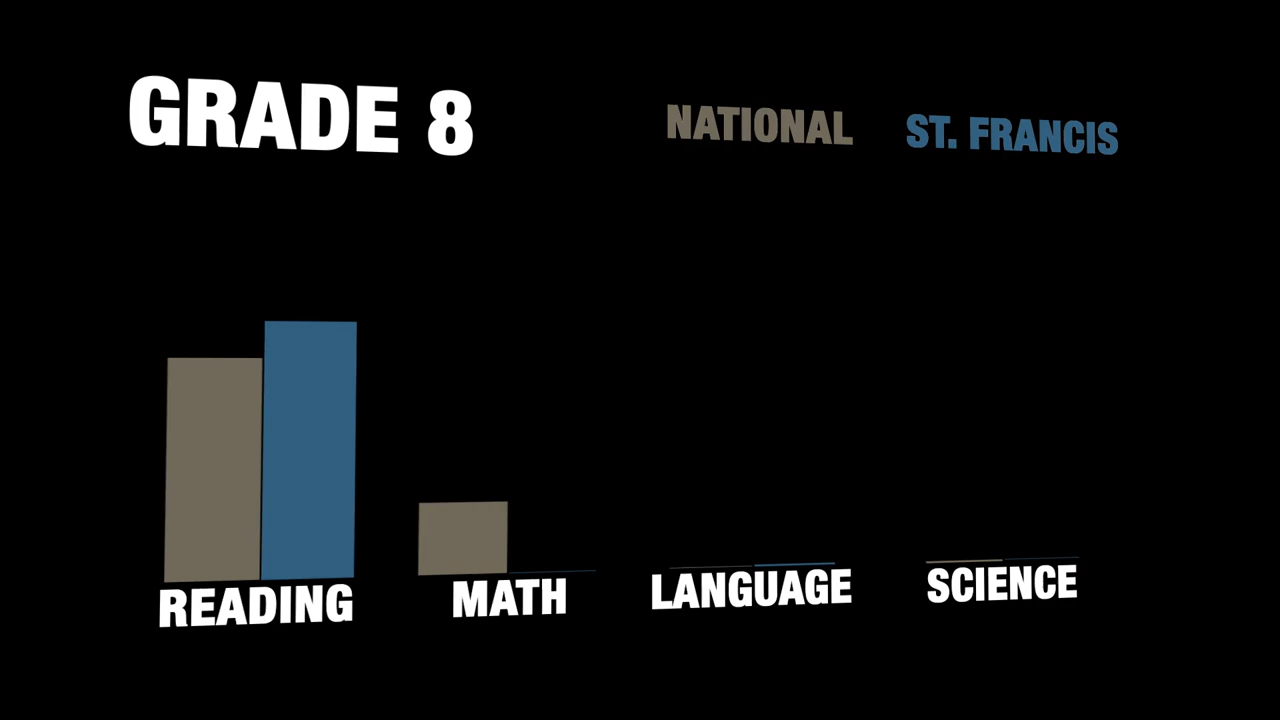 GRADE 8
NATIONAL
ST. FRANCIS
READING
MATH
LANGUAGE
SCIENCE